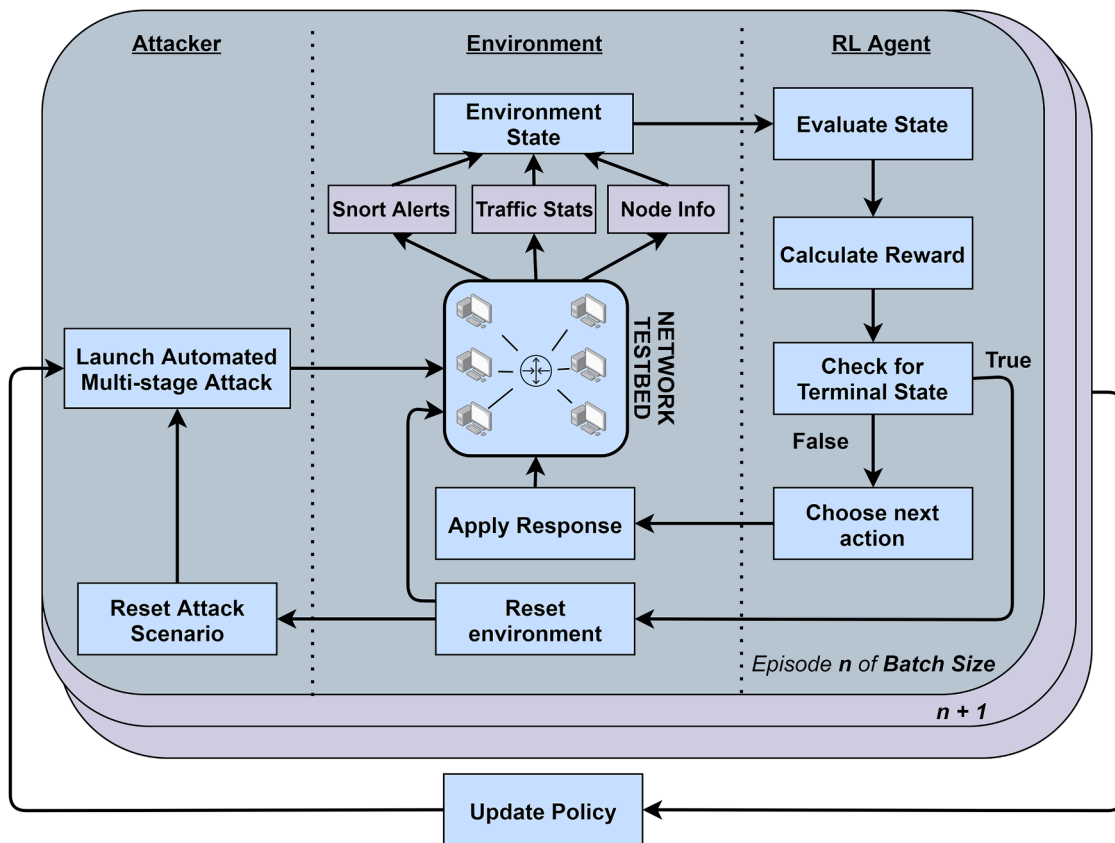 Attacker
Environment
RL Agent
Environment
State
Evaluate State
Snort Alerts
Traffic Stats
Node Info
Calculate Reward
NETWORK
TESTBED
Launch Automated
Multi-stage Attack
Check for
Terminal State
True
False
Apply Response
Choose next
action
Reset Attack
Scenario
Reset
environment
Episode n of Batch Size
n + 1
Update Policy